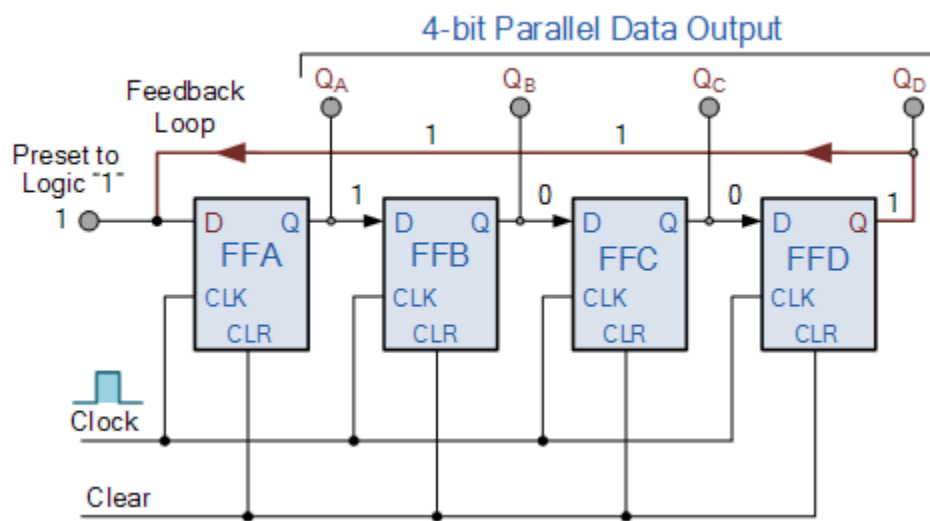 4-bit Parallel Data Output
QA QB QC QD
Feedback
Loop
1 1
Preset to
Logic "1"
1 1 0 0 1
D Q D Q D Q D Q
FFA FFB FFC FFD
CLK CLK CLK CLK
CLR CLR CLR CLR
Clock
Clear